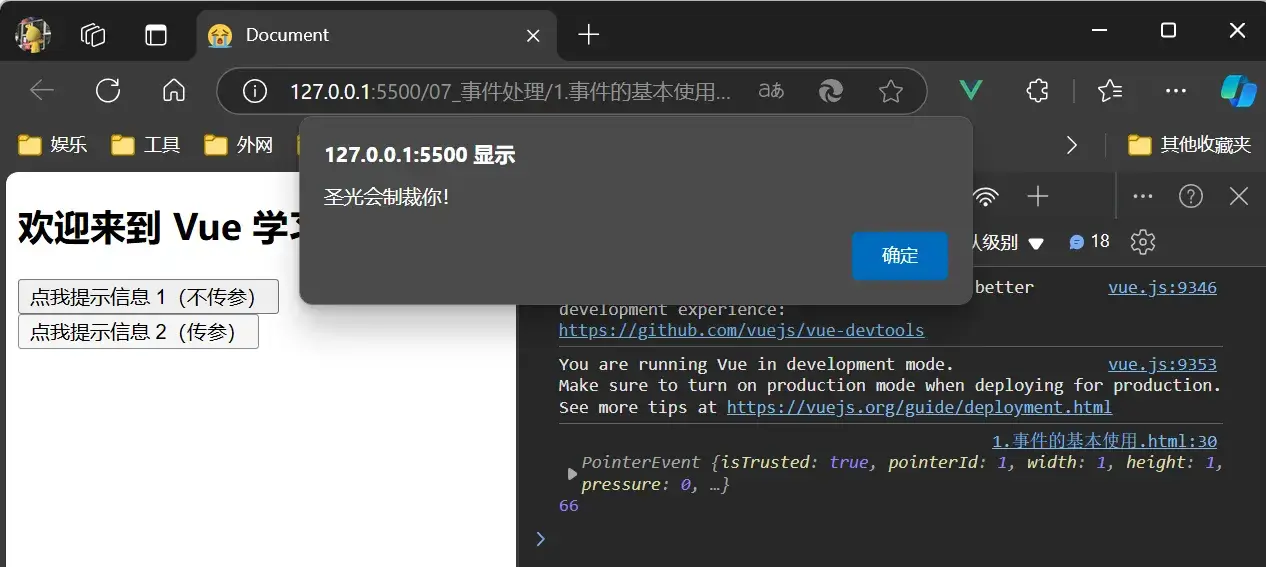 Document
127.0.0.1:5500/07_事件处理/1.事件的基本使用...
aあ
娱乐
工具
外网
其他收藏夹
127.0.0.1:5500 显示
圣光会制裁你!
确定
欢迎来到 Vue 学
点我提示信息 1（不传参）
点我提示信息 2（传参）
级别
18
better vue.js:9346
development experience:
https://github.com/vuejs/vue-devtools
You are running Vue in development mode. vue.js:9353
Make sure to turn on production mode when deploying for production.
See more tips at https://vuejs.org/guide/deployment.html
1.事件的基本使用.html:30
PointerEvent {isTrusted: true, pointerId: 1, width: 1, height: 1,
pressure: 0, …}
66